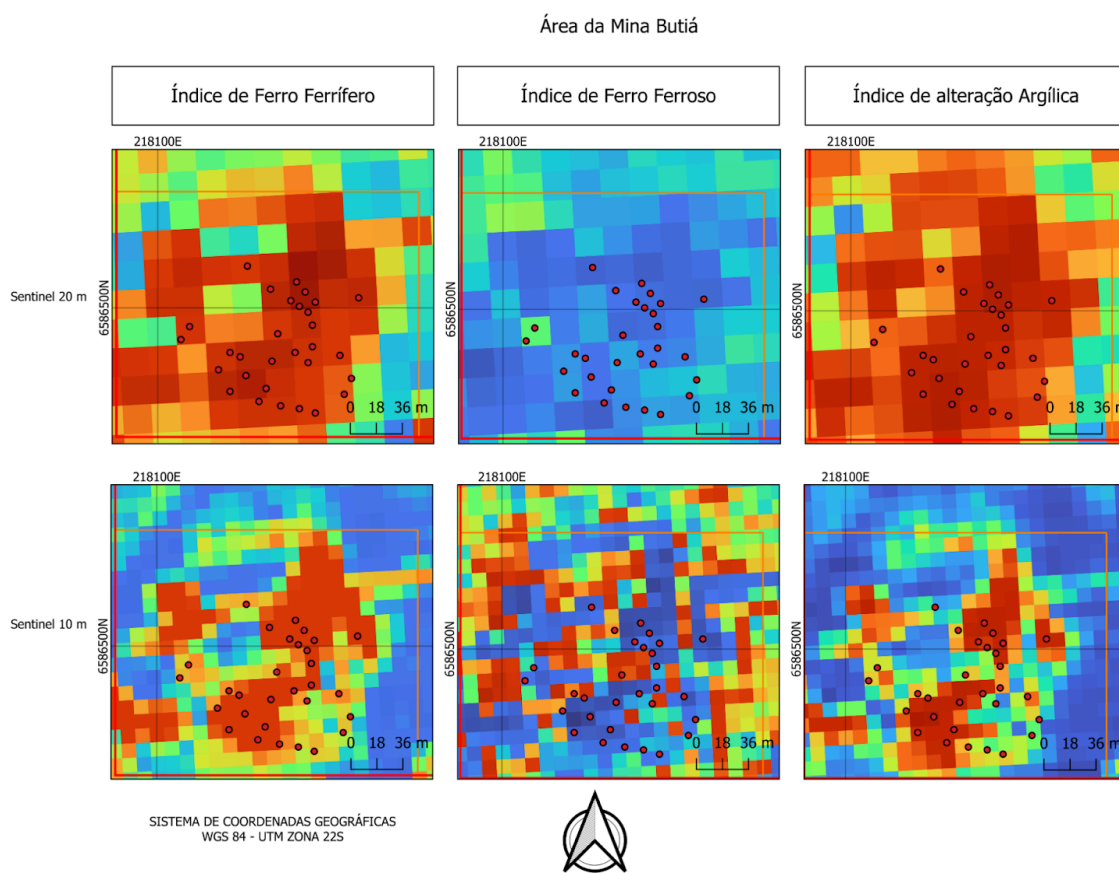 Área da Mina Butiá
Índice de Ferro Ferrífero
Índice de Ferro Ferroso
Índice de alteração Argílica
218100E
218100E
218100E
Sentinel 20 m
6586500N
6586500N
6586500N
0 18 36 m
0 18 36 m
0 18 36 m
218100E
218100E
218100E
Sentinel 10 m
6586500N
6586500N
6586500N
0 18 36 m
0 18 36 m
0 18 36 m
SISTEMA DE COORDENADAS GEOGRÁFICAS
WGS 84 - UTM ZONA 22S